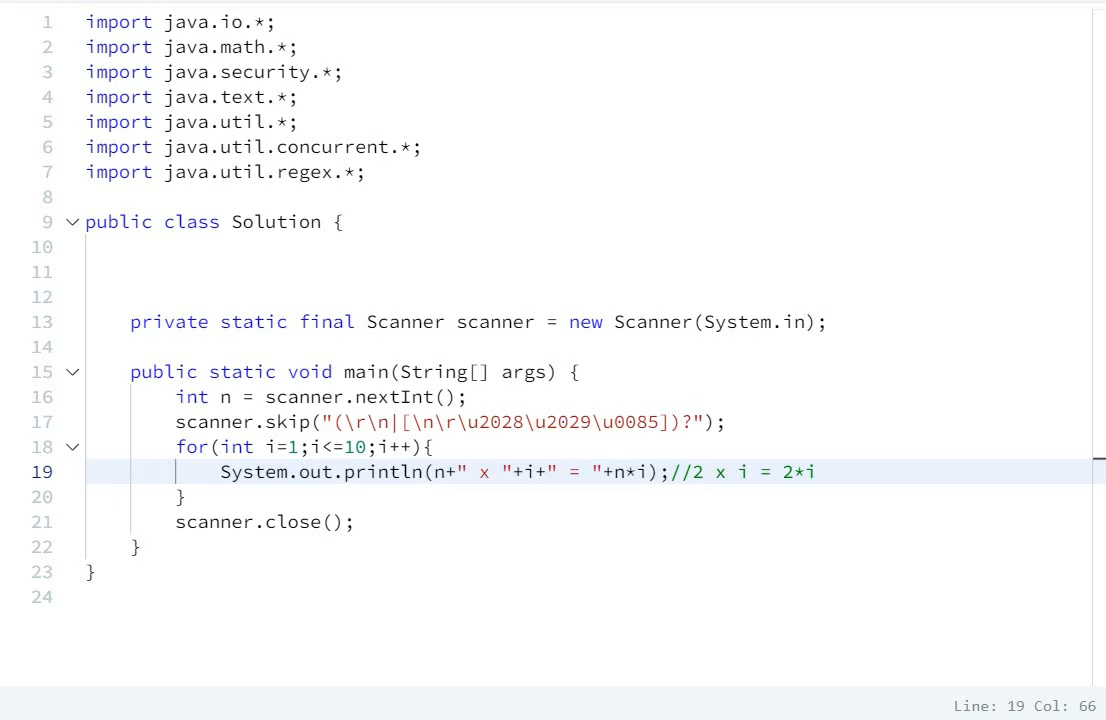 1 import java.io.*;
2 import java.math.*;
3 import java.security.*;
4 import java.text.*;
5 import java.util.*;
6 import java.util.concurrent.*;
7 import java.util.regex.*;
8
9 public class Solution {
10
11
12
13     private static final Scanner scanner = new Scanner(System.in);
14
15     public static void main(String[] args) {
16         int n = scanner.nextInt();
17         scanner.skip("(\r\n|[\n\r\u2028\u2029\u0085])?");
18         for(int i=1;i<=10;i++){
19             System.out.println(n+" x "+i+" = "+n*i);//2 x i = 2*i
20         }
21         scanner.close();
22     }
23 }
24
Line: 19 Col: 66